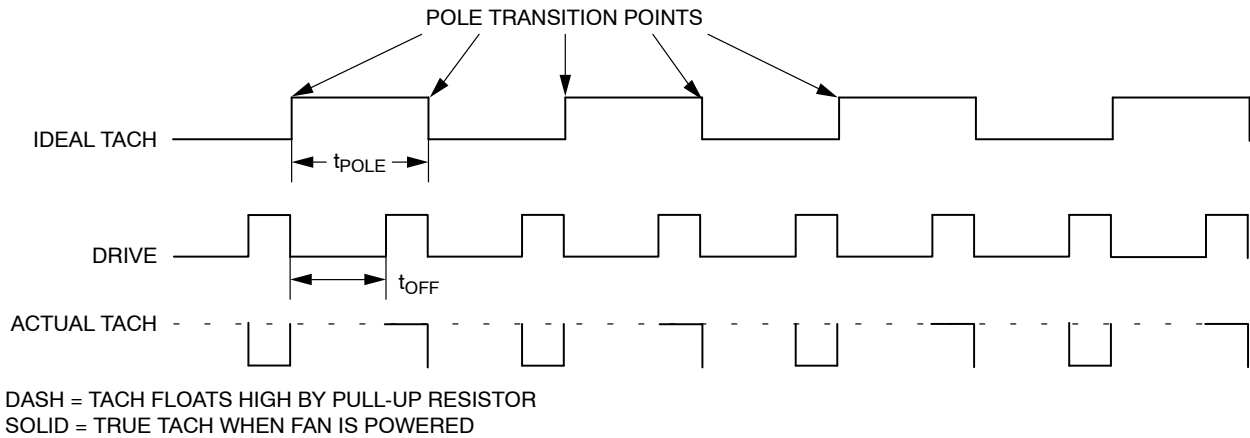 POLE TRANSITION POINTS
IDEAL TACH
tPOLE
DRIVE
tOFF
ACTUAL TACH
DASH = TACH FLOATS HIGH BY PULL-UP RESISTOR
SOLID = TRUE TACH WHEN FAN IS POWERED